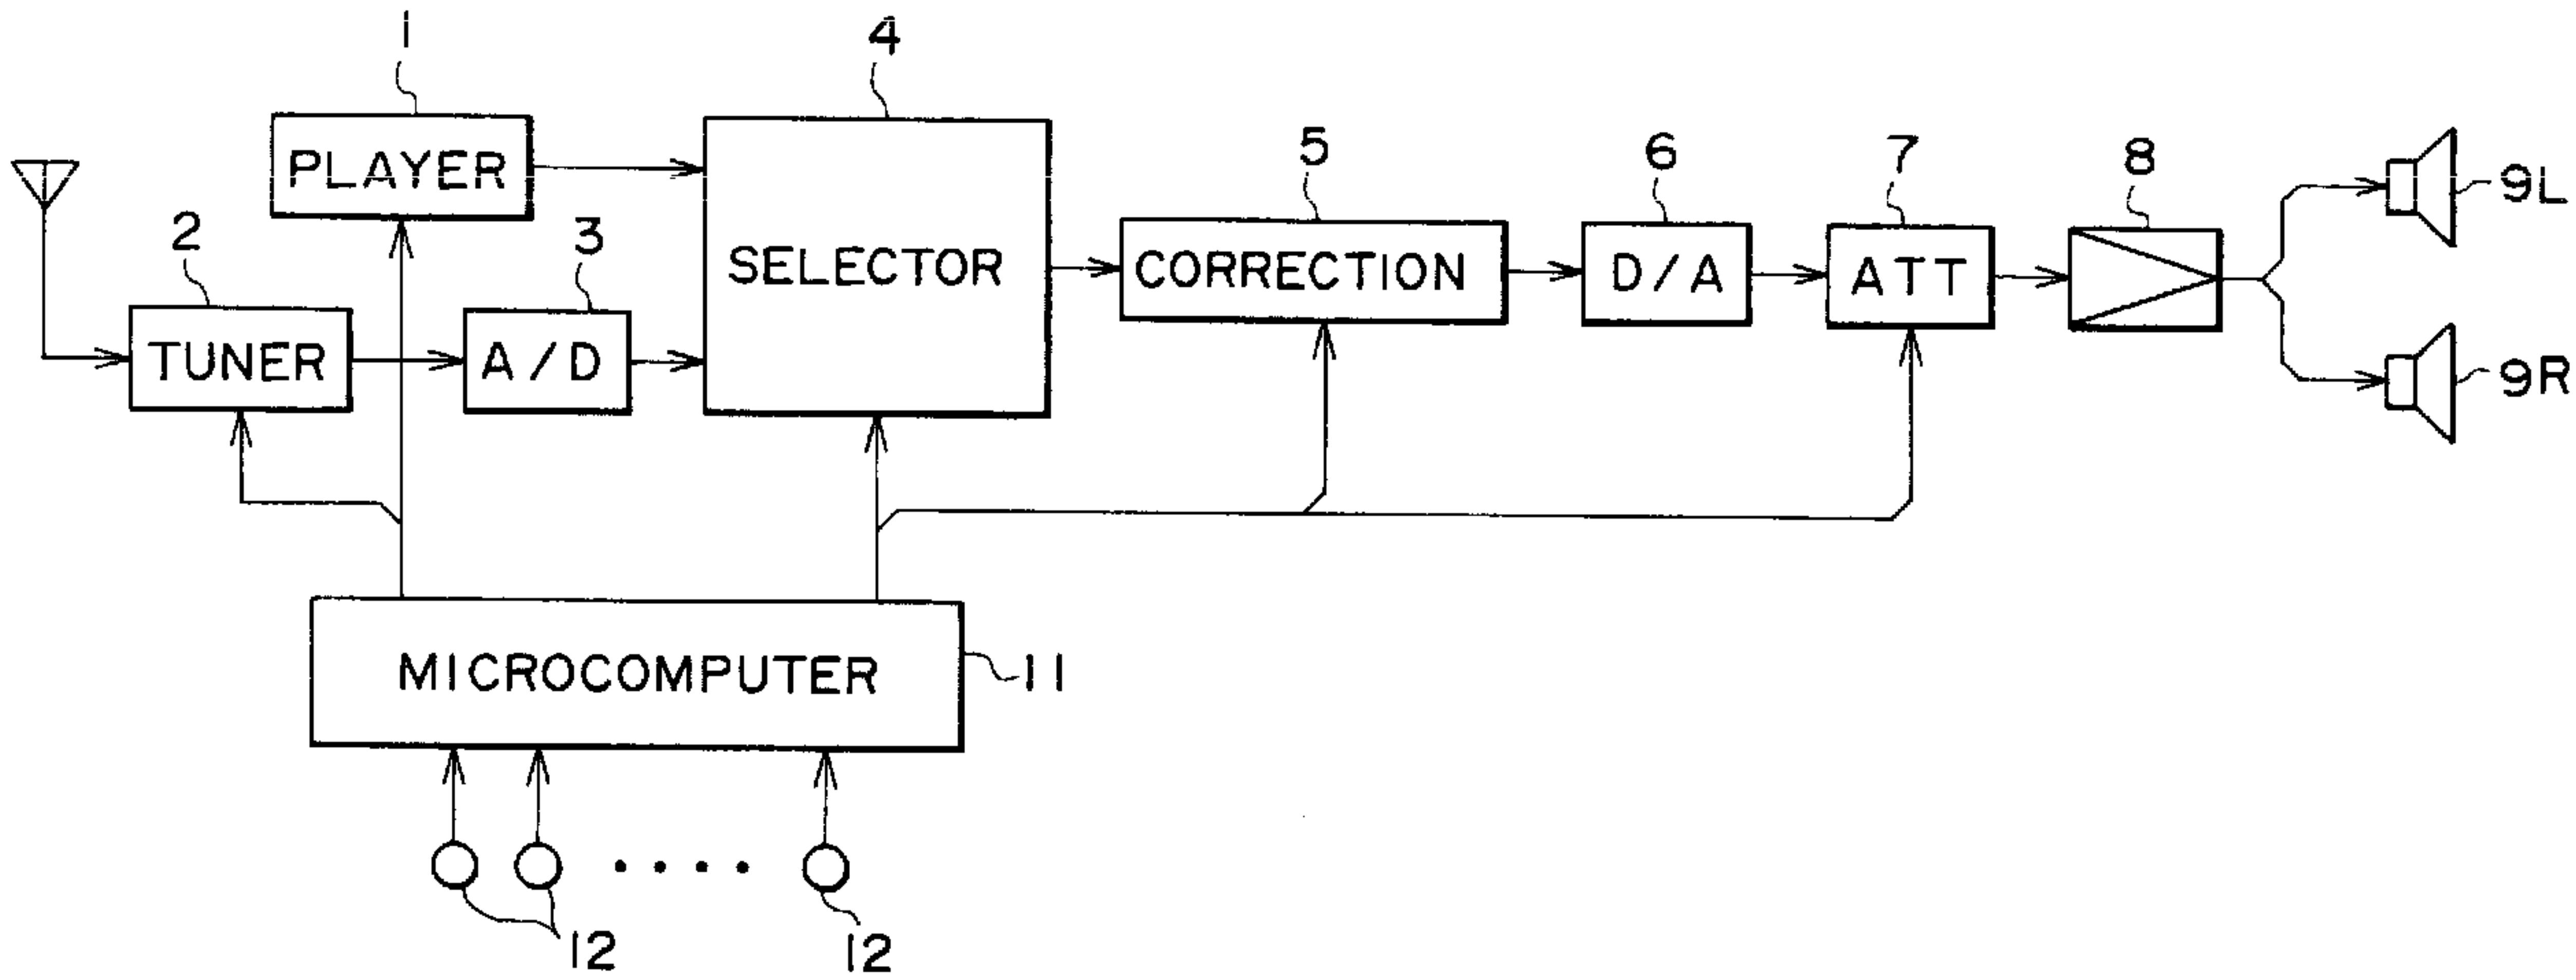 1
4
PLAYER
5
6
7
8
9L
2
3
SELECTOR
CORRECTION
D/A
ATT
TUNER
A/D
9R
MICROCOMPUTER
11
12
12